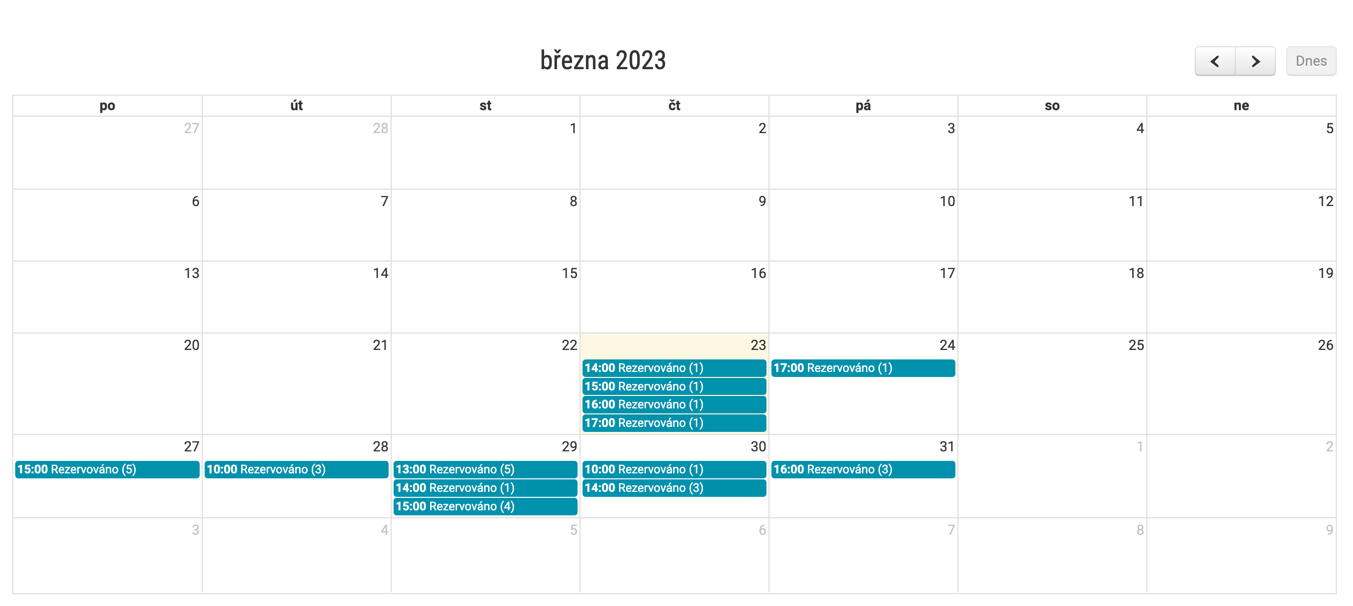 března 2023
Dnes
po út st čt pá so ne
27 28 1 2 3 4 5
6 7 8 9 10 11 12
13 14 15 16 17 18 19
20 21 22 23 24 25 26
14:00 Rezervováno (1) 17:00 Rezervováno (1)
15:00 Rezervováno (1)
16:00 Rezervováno (1)
17:00 Rezervováno (1)
27 28 29 30 31 1 2
15:00 Rezervováno (5) 10:00 Rezervováno (3) 13:00 Rezervováno (5) 10:00 Rezervováno (1) 16:00 Rezervováno (3)
14:00 Rezervováno (1) 14:00 Rezervováno (3)
15:00 Rezervováno (4)
3 4 5 6 7 8 9